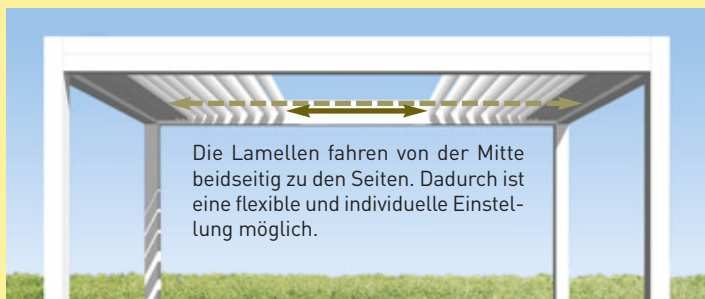 Die Lamellen fahren von der Mitte
beidseitig zu den Seiten. Dadurch ist
eine flexible und individuelle Einstel-
lung möglich.